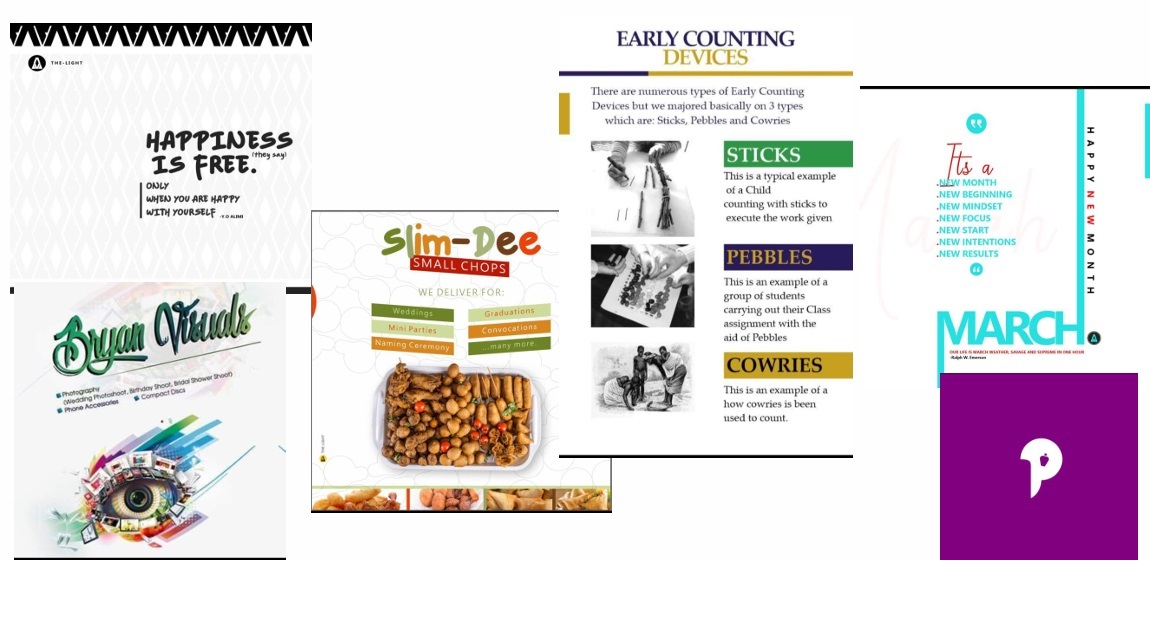 THE-LIGHT
HAPPINESS
IS FREE.
(they say)
ONLY
WHEN YOU ARE HAPPY
WITH YOURSELF
Bryan Visuals
Photography
(Wedding Photoshoot, Birthday Shoot, Bridal Shower Shoot)
Phone Accessories
Compact Discs
Slim-Dee
SMALL CHOPS
WE DELIVER FOR:
Weddings
Graduations
Mini Parties
Convocations
Naming Ceremony
...many more.
THE-LIGHT
EARLY COUNTING
DEVICES
There are numerous types of Early Counting
Devices but we majored basically on 3 types
which are: Sticks, Pebbles and Cowries
STICKS
This is a typical example
of a Child
counting with sticks to
execute the work given
PEBBLES
This is an example of a
group of students
carrying out their Class
assignment with the
aid of Pebbles
COWRIES
This is an example of a
how cowries is been
used to count.
Its a
.NEW MONTH
.NEW BEGINNING
.NEW MINDSET
.NEW FOCUS
.NEW START
.NEW INTENTIONS
.NEW RESULTS
HAPPY NEW MONTH
March
MARCH
OUR LIFE IS MARCH WEATHER, SAVAGE AND SUPREME IN ONE HOUR
-Ralph W. Emerson